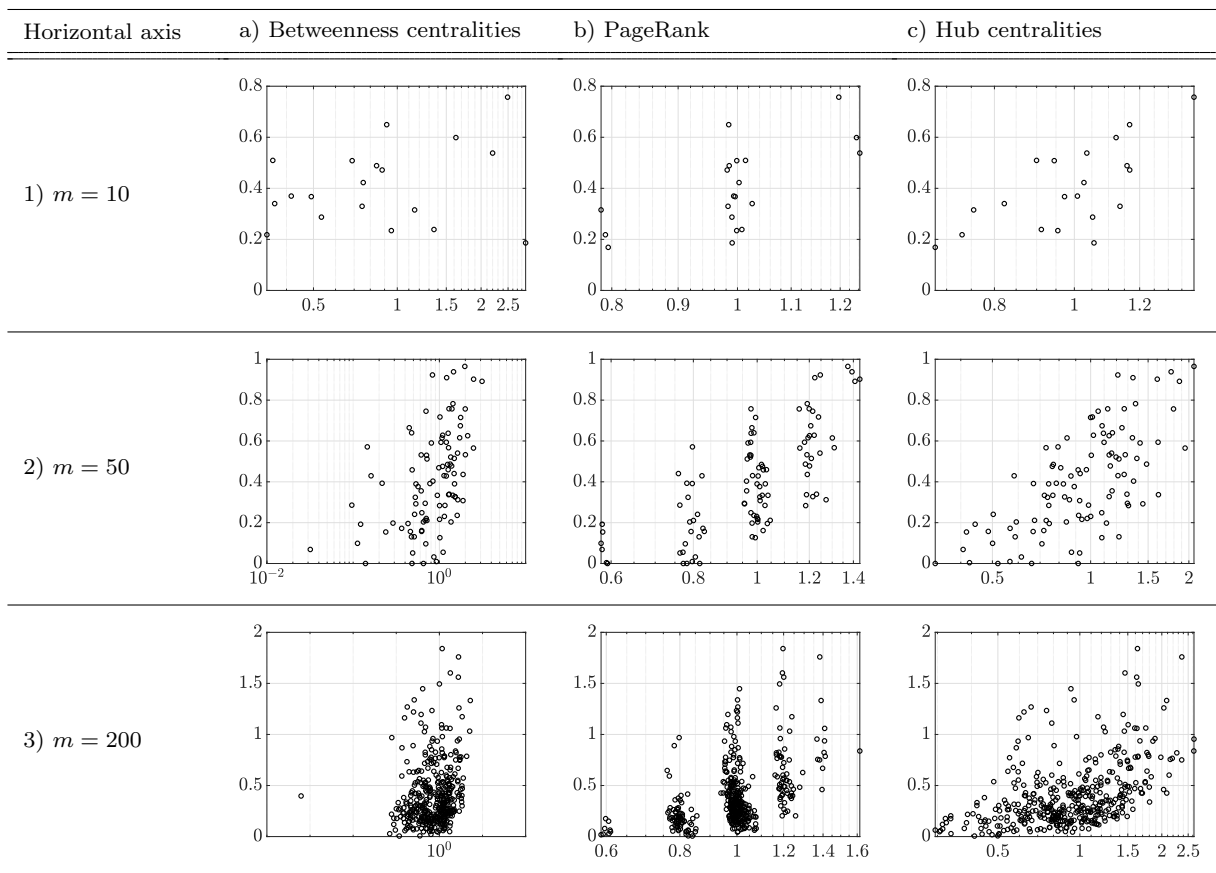 Horizontal axis a) Betweenness centralities b) PageRank c) Hub centralities
0.8 0.8 0.8
0.6 0.6 0.6
1) m = 10 0.4 0.4 0.4
0.2 0.2 0.2
0 0 0
0.5 1 1.5 2 2.5 0.8 0.9 1 1.1 1.2 0.8 1 1.2
1 1 1
0.8 0.8 0.8
0.6 0.6 0.6
2) m = 50 0.4 0.4 0.4
0.2 0.2 0.2
0 0 0
10⁻² 10⁰ 0.6 0.8 1 1.2 1.4 0.5 1 1.5 2
2 2 2
1.5 1.5 1.5
3) m = 200 1 1 1
0.5 0.5 0.5
0 0 0
10⁰ 0.6 0.8 1 1.2 1.4 1.6 0.5 1 1.5 2 2.5